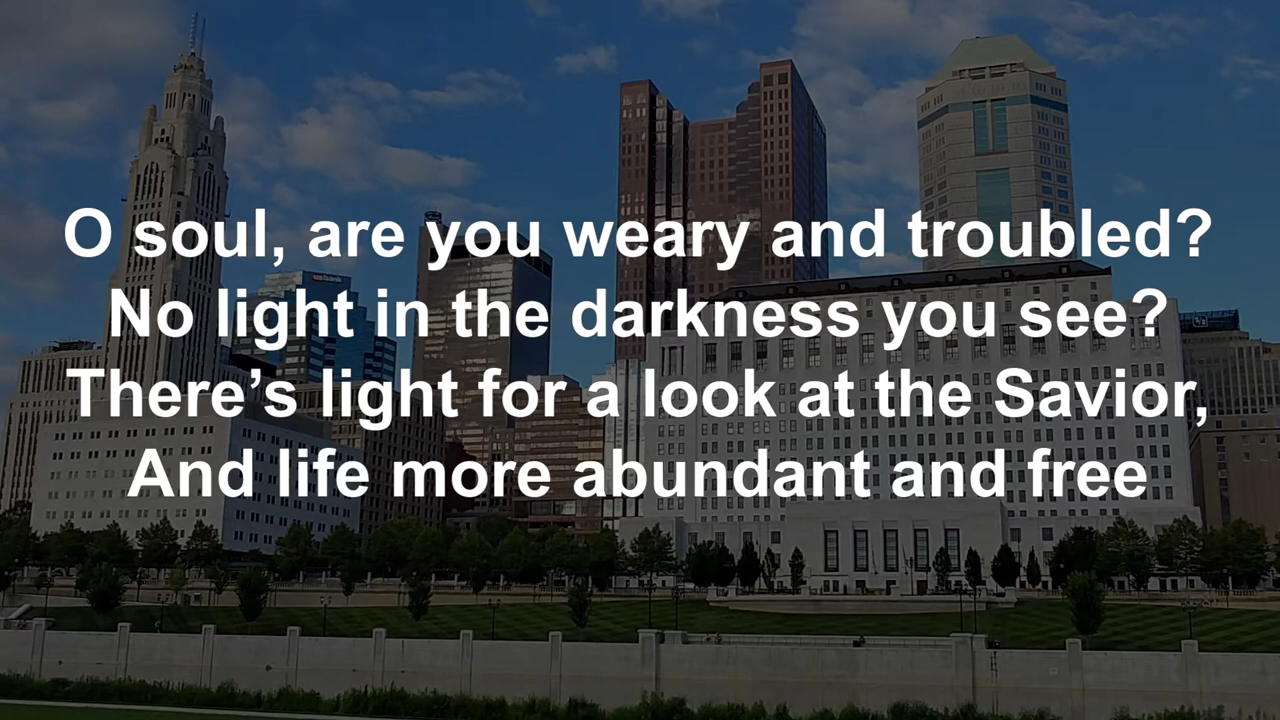 O soul, are you weary and troubled?
No light in the darkness you see?
There’s light for a look at the Savior,
And life more abundant and free
usbank